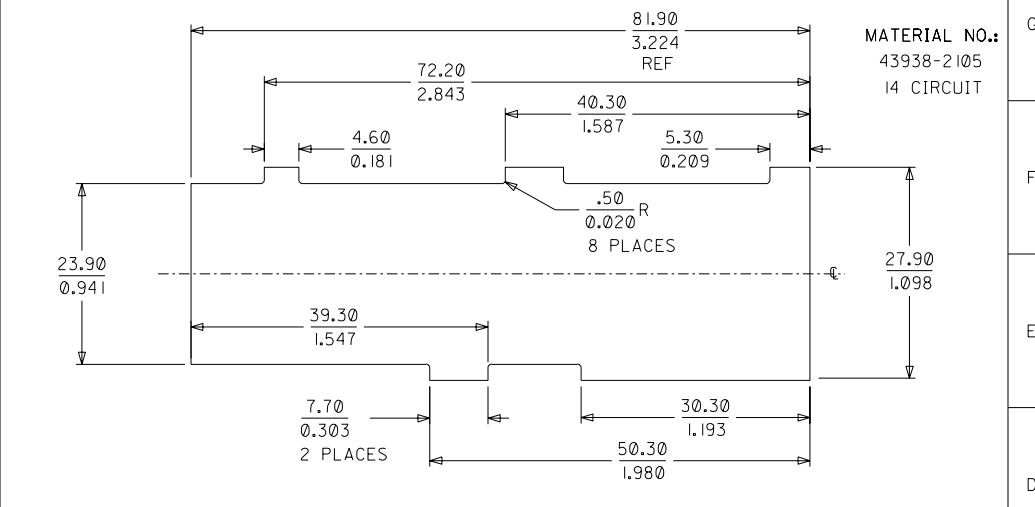 81.90
3.224
REF
MATERIAL NO.:
43938-2105
14 CIRCUIT
G
72.20
2.843
40.30
1.587
4.60
0.181
5.30
0.209
F
.50
0.020
R
8 PLACES
23.90
0.941
27.90
1.098
℄
39.30
1.547
E
7.70
0.303
2 PLACES
30.30
1.193
50.30
1.980
D